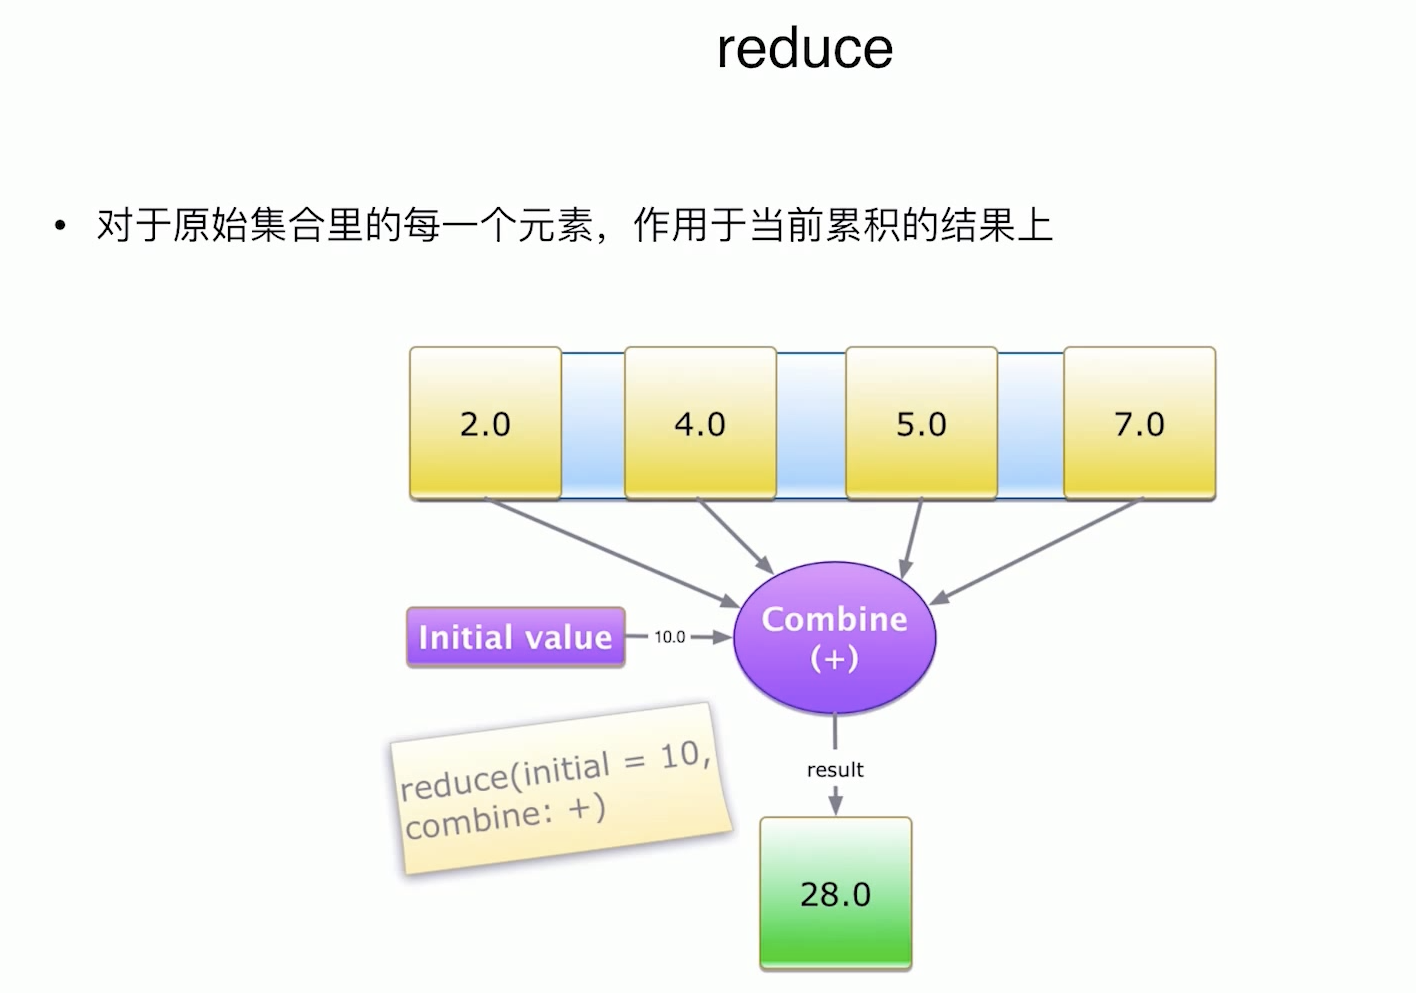 reduce
• 对于原始集合里的每一个元素，作用于当前累积的结果上
2.0
4.0
5.0
7.0
Initial value
10.0
Combine
(+)
reduce(initial = 10,
combine: +)
result
28.0